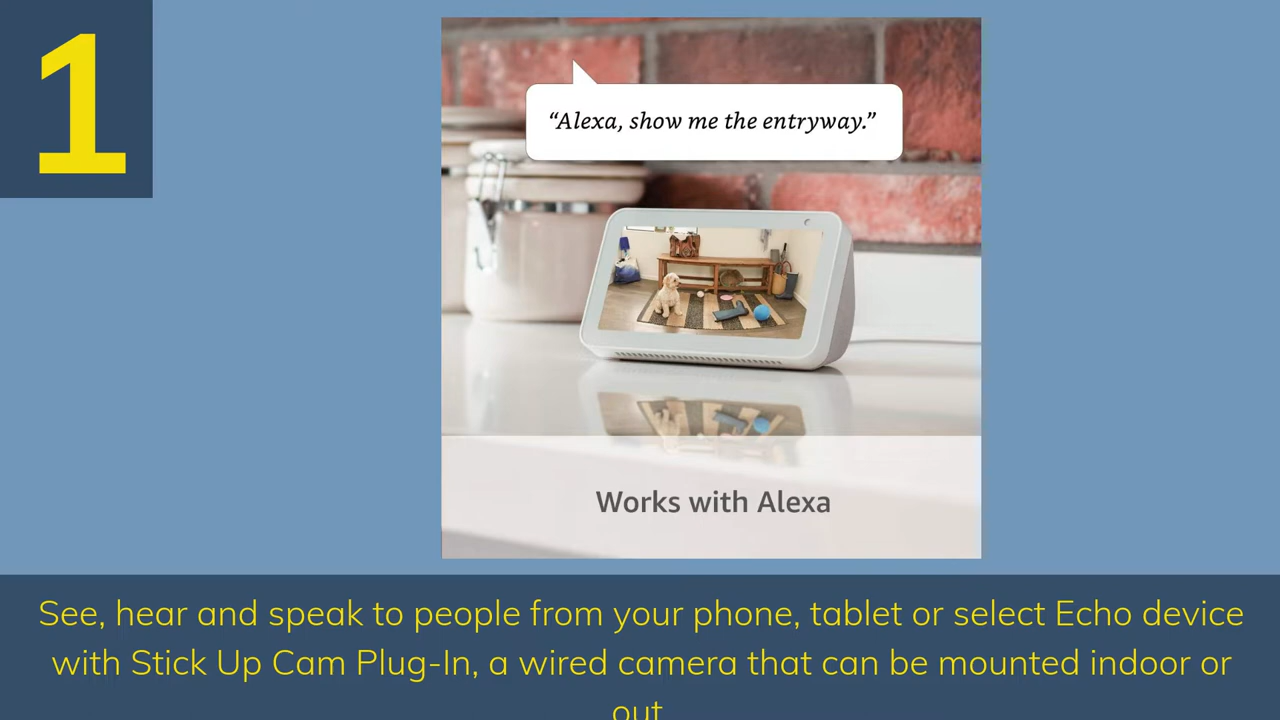 1
“Alexa, show me the entryway.”
Works with Alexa
See, hear and speak to people from your phone, tablet or select Echo device
with Stick Up Cam Plug-In, a wired camera that can be mounted indoor or
out